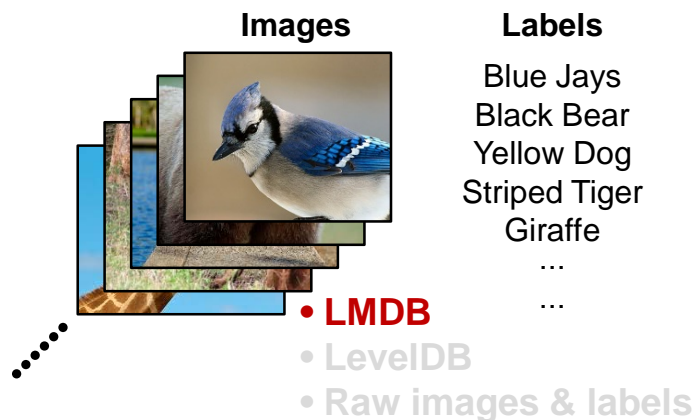 Images
Labels
Blue Jays
Black Bear
Yellow Dog
Striped Tiger
Giraffe
...
...
• LMDB
• LevelDB
• Raw images & labels